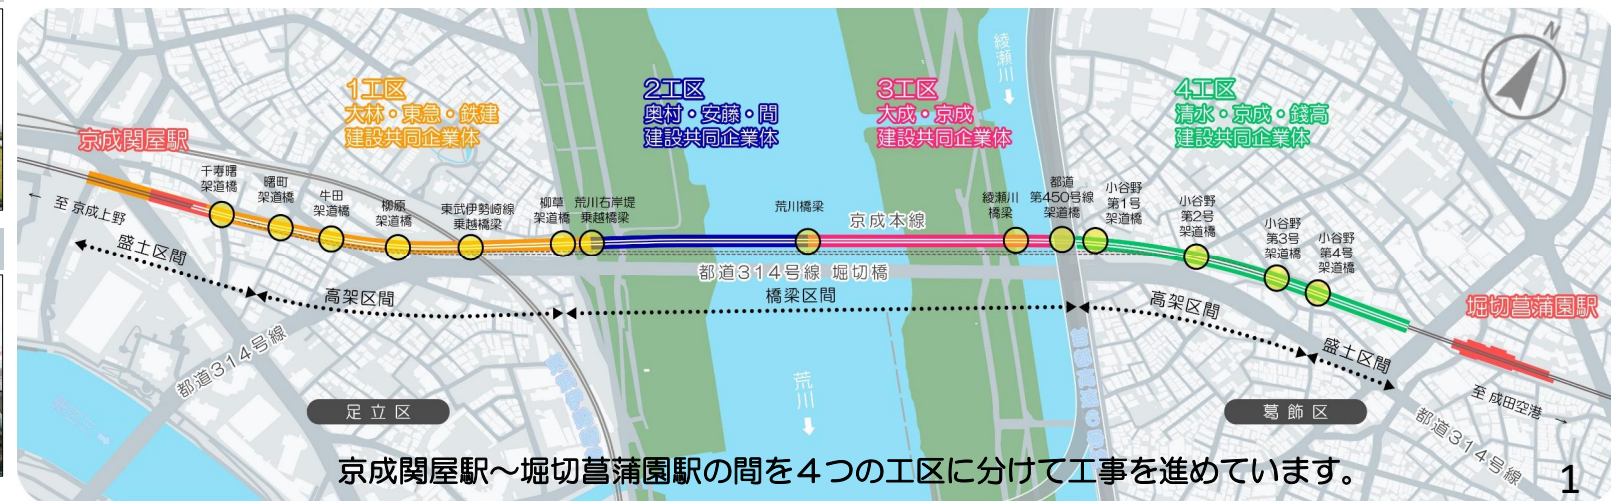 1工区
大林・東急・鉄建
建設共同企業体
2工区
奥村・安藤・間
建設共同企業体
3工区
大成・京成
建設共同企業体
4工区
清水・京成・錢高
建設共同企業体
綾瀬川
N
京成関屋駅
千寿曙
架道橋
曙町
架道橋
牛田
架道橋
柳原
架道橋
東武伊勢崎線
乗越橋梁
柳草
架道橋
荒川右岸堤
乗越橋梁
荒川橋梁
京成本線
綾瀬川
橋梁
都道
第450号線
架道橋
小谷野
第1号
架道橋
小谷野
第2号
架道橋
小谷野
第3号
架道橋
小谷野
第4号
架道橋
← 至 京成上野
盛土区間
高架区間
都道314号線 堀切橋
橋梁区間
高架区間
盛土区間
堀切菖蒲園駅
至 成田空港 →
都道314号線
荒川
足立区
葛飾区
都道314号線
京成関屋駅～堀切菖蒲園駅の間を4つの工区に分けて工事を進めています。
1